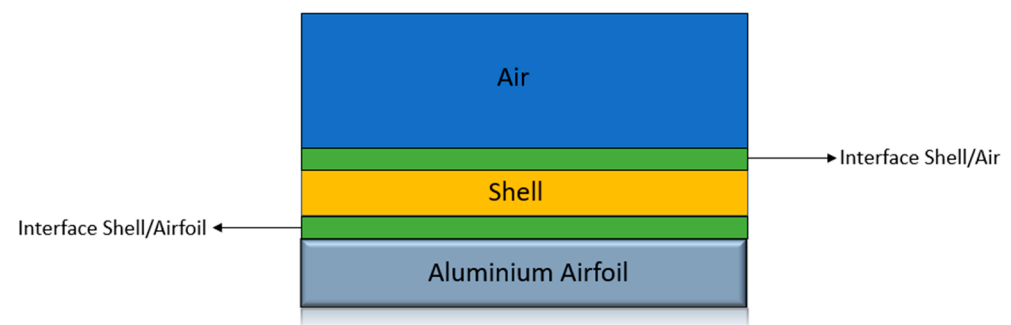 Air
Interface Shell/Air
Shell
Interface Shell/Airfoil
Aluminium Airfoil